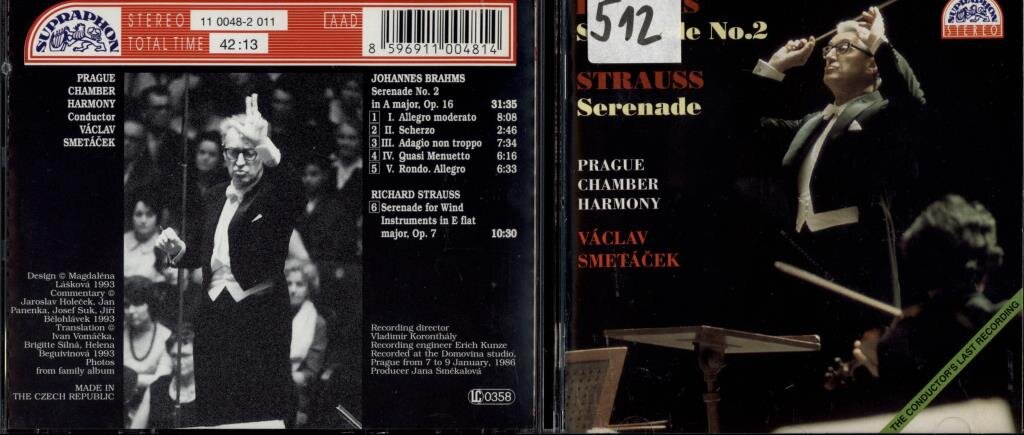 SUPRAPHON
STEREO
11 0048-2 011
AAD
TOTAL TIME
42:13
8 596911 004814
PRAGUE
CHAMBER
HARMONY
Conductor
VÁCLAV
SMETÁČEK
JOHANNES BRAHMS
Serenade No. 2
in A major, Op. 16 31:35
1 I. Allegro moderato 8:08
2 II. Scherzo 2:46
3 III. Adagio non troppo 7:34
4 IV. Quasi Menuetto 6:16
5 V. Rondo. Allegro 6:33
RICHARD STRAUSS
6 Serenade for Wind
Instruments in E flat
major, Op. 7 10:30
Design © Magdaléna
Lášková 1993
Commentary ©
Jaroslav Holeček, Jan
Panenka, Josef Suk, Jiří
Bělohlávek 1993
Translation ©
Ivan Vomáčka,
Brigitte Silná, Helena
Beguivinová 1993
Photos
from family album
MADE IN
THE CZECH REPUBLIC
Recording director
Vladimír Koronthály
Recording engineer Erich Kunze
Recorded at the Domovina studio,
Prague from 7 to 9 January, 1986
Producer Jana Smékalová
LC 0358
512
No.2
STRAUSS
Serenade
PRAGUE
CHAMBER
HARMONY
VÁCLAV
SMETÁČEK
SUPRAPHON
STEREO
THE CONDUCTOR'S LAST RECORDING